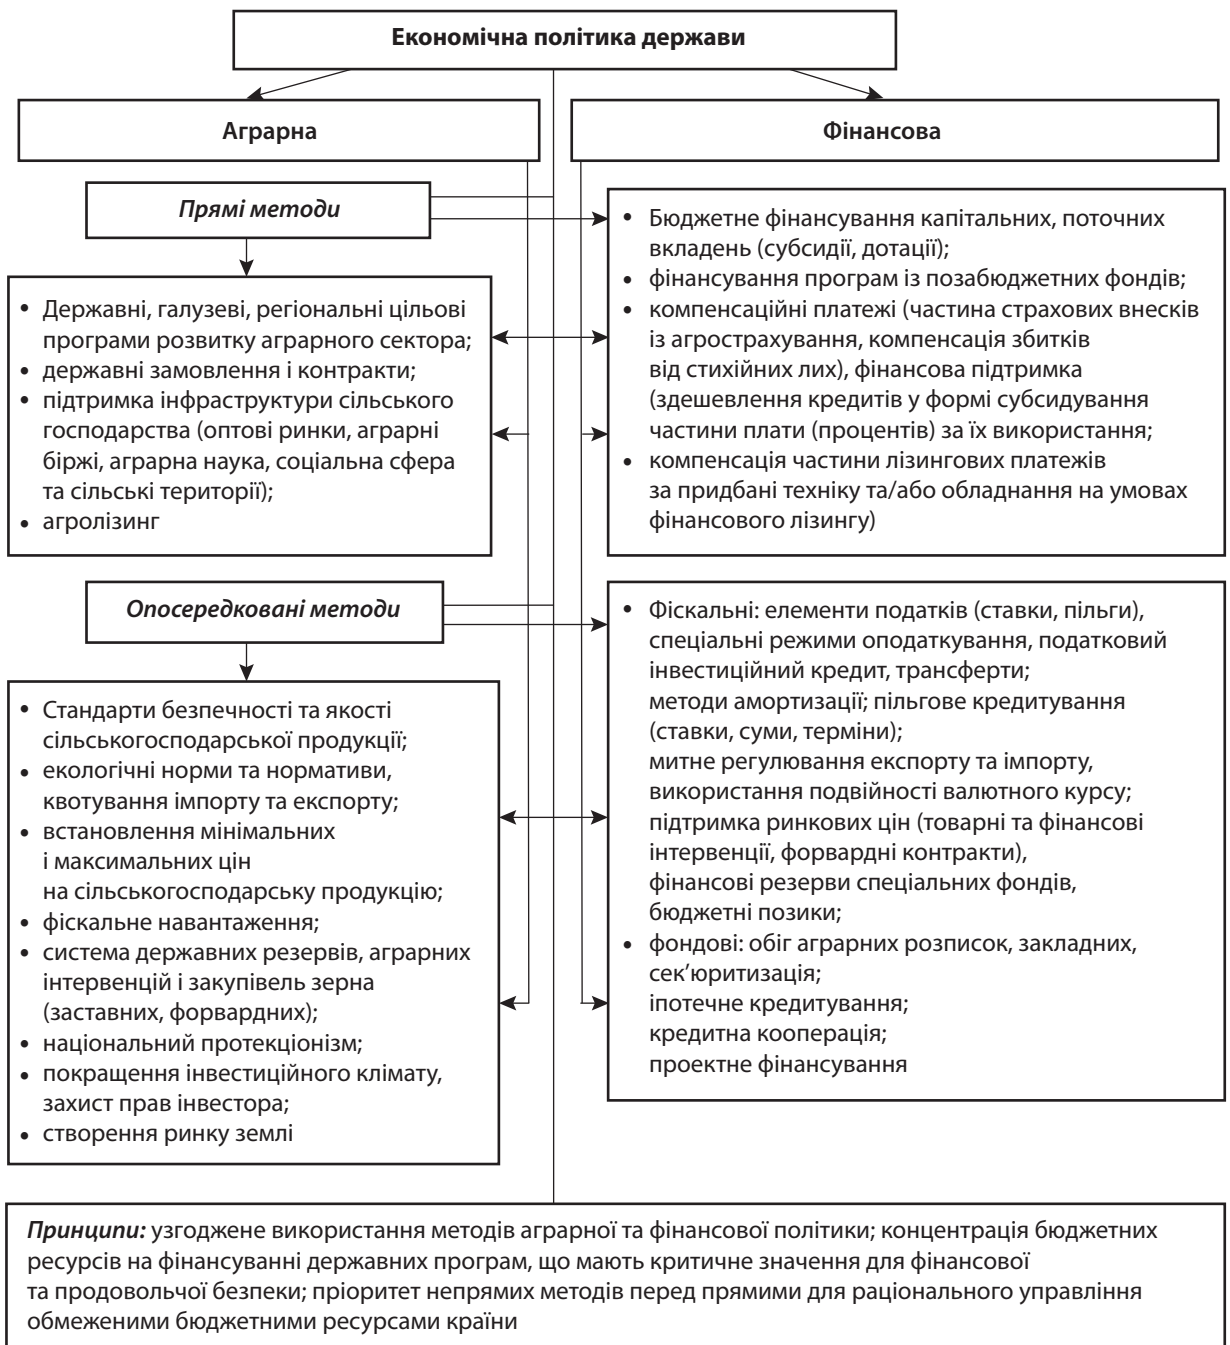 Економічна політика держави
Аграрна
Фінансова
Прямі методи
• Державні, галузеві, регіональні цільові
програми розвитку аграрного сектора;
• державні замовлення і контракти;
• підтримка інфраструктури сільського
господарства (оптові ринки, аграрні
біржі, аграрна наука, соціальна сфера
та сільські території);
• агролізинг
• Бюджетне фінансування капітальних, поточних
вкладень (субсидії, дотації);
• фінансування програм із позабюджетних фондів;
• компенсаційні платежі (частина страхових внесків
із агрострахування, компенсація збитків
від стихійних лих), фінансова підтримка
(здешевлення кредитів у формі субсидування
частини плати (процентів) за їх використання;
• компенсація частини лізингових платежів
за придбані техніку та/або обладнання на умовах
фінансового лізингу)
Опосередковані методи
• Стандарти безпечності та якості
сільськогосподарської продукції;
• екологічні норми та нормативи,
квотування імпорту та експорту;
• встановлення мінімальних
і максимальних цін
на сільськогосподарську продукцію;
• фіскальне навантаження;
• система державних резервів, аграрних
інтервенцій і закупівель зерна
(заставних, форвардних);
• національний протекціонізм;
• покращення інвестиційного клімату,
захист прав інвестора;
• створення ринку землі
• Фіскальні: елементи податків (ставки, пільги),
спеціальні режими оподаткування, податковий
інвестиційний кредит, трансферти;
методи амортизації; пільгове кредитування
(ставки, суми, терміни);
митне регулювання експорту та імпорту,
використання подвійності валютного курсу;
підтримка ринкових цін (товарні та фінансові
інтервенції, форвардні контракти),
фінансові резерви спеціальних фондів,
бюджетні позики;
• фондові: обіг аграрних розписок, закладних,
сек’юритизація;
іпотечне кредитування;
кредитна кооперація;
проектне фінансування
Принципи: узгоджене використання методів аграрної та фінансової політики; концентрація бюджетних
ресурсів на фінансуванні державних програм, що мають критичне значення для фінансової
та продовольчої безпеки; пріоритет непрямих методів перед прямими для раціонального управління
обмеженими бюджетними ресурсами країни